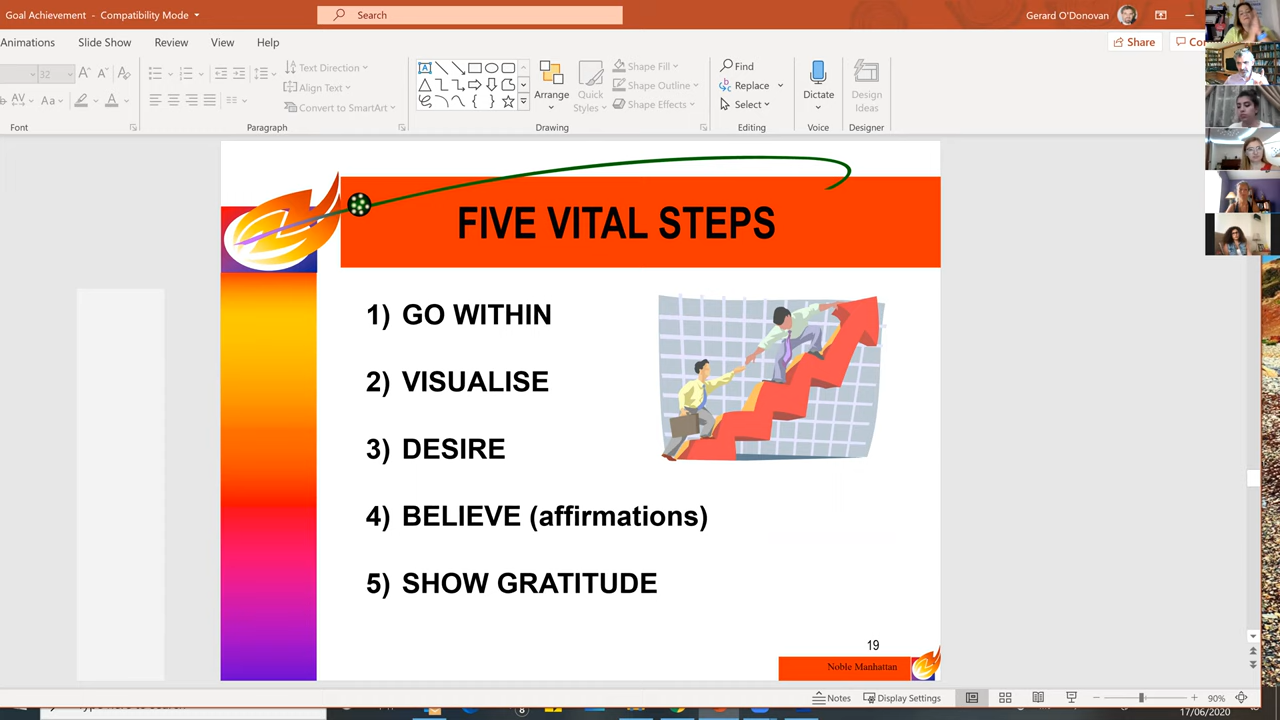 Goal Achievement - Compatibility Mode
Search
Gerard O'Donovan
Animations
Slide Show
Review
View
Help
Share
Co
32
Aa
Text Direction
Align Text
Convert to SmartArt
Arrange
Quick
Styles
Shape Fill
Shape Outline
Shape Effects
Find
Replace
Select
Dictate
Design
Ideas
Font
Paragraph
Drawing
Editing
Voice
Designer
FIVE VITAL STEPS
1) GO WITHIN
2) VISUALISE
3) DESIRE
4) BELIEVE (affirmations)
5) SHOW GRATITUDE
19
Noble Manhattan
Notes
Display Settings
90%
17/06/2020